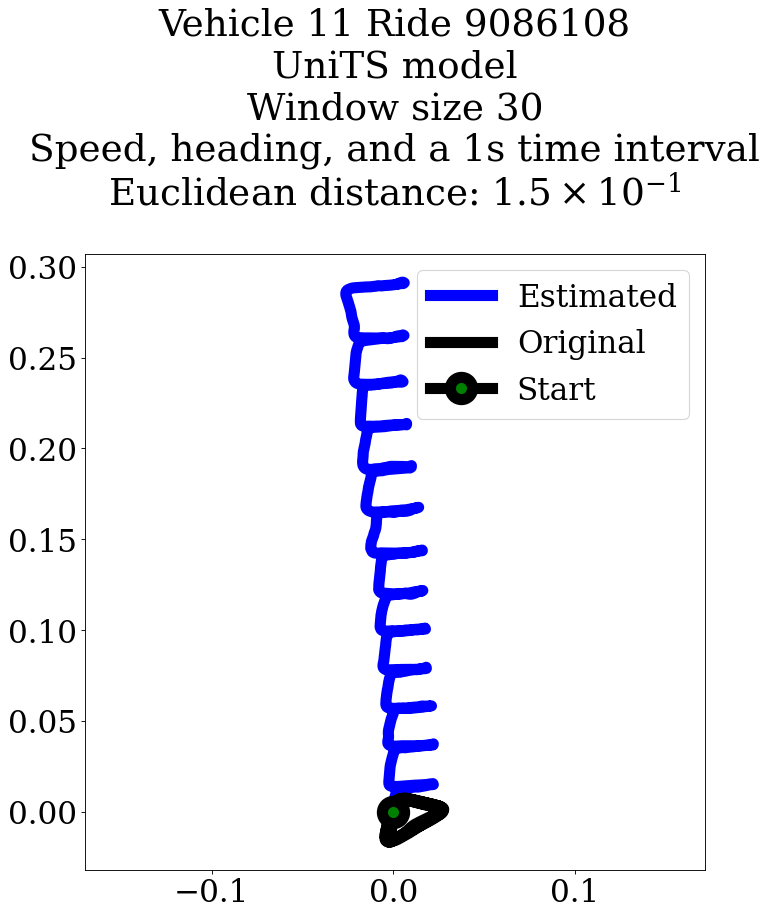 Vehicle 11 Ride 9086108
UniTS model
Window size 30
Speed, heading, and a 1s time interval
Euclidean distance: 1.5 × 10⁻¹
0.30
0.25
0.20
0.15
0.10
0.05
0.00
Estimated
Original
Start
−0.1 0.0 0.1